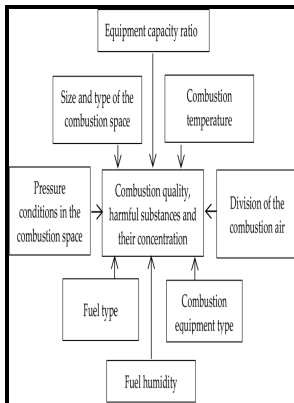 Equipment capacity ratio
Size and type of the
combustion space
Combustion
temperature
Pressure
conditions in the
combustion space
Combustion quality,
harmful substances and
their concentration
Division of the
combustion air
Fuel type
Combustion
equipment type
Fuel humidity